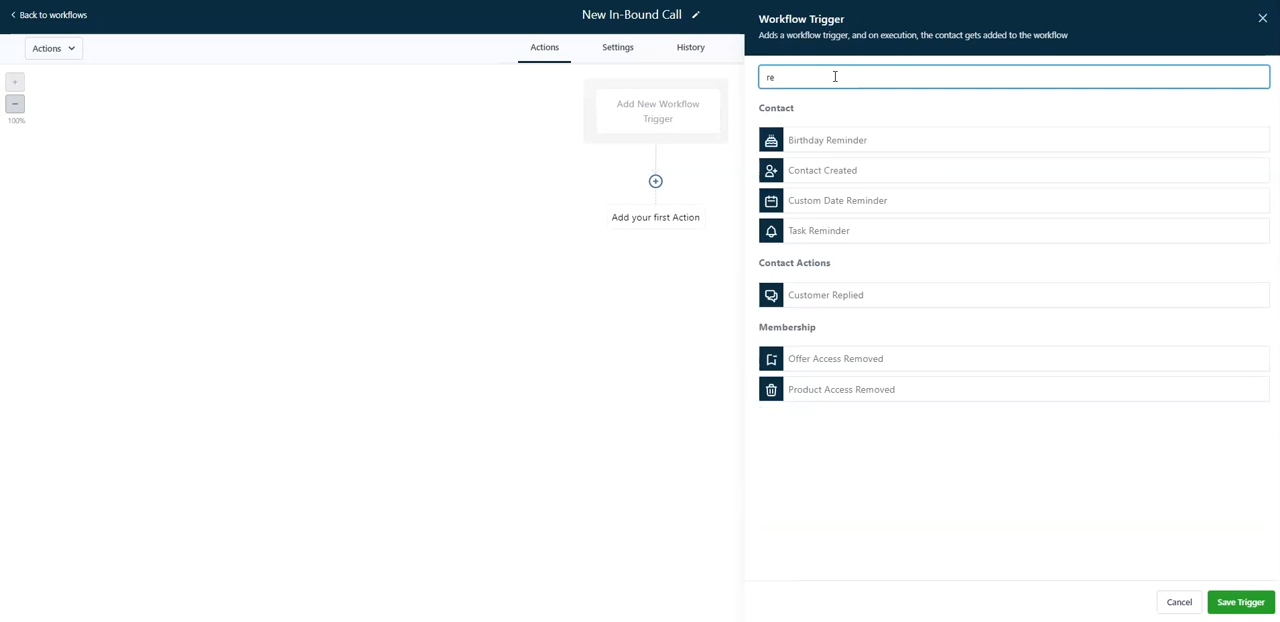 Back to workflows
New In-Bound Call
Workflow Trigger
Adds a workflow trigger, and on execution, the contact gets added to the workflow
Actions
Actions
Settings
History
re
+
−
100%
Add New Workflow
Trigger
Add your first Action
Contact
Birthday Reminder
Contact Created
Custom Date Reminder
Task Reminder
Contact Actions
Customer Replied
Membership
Offer Access Removed
Product Access Removed
Cancel
Save Trigger